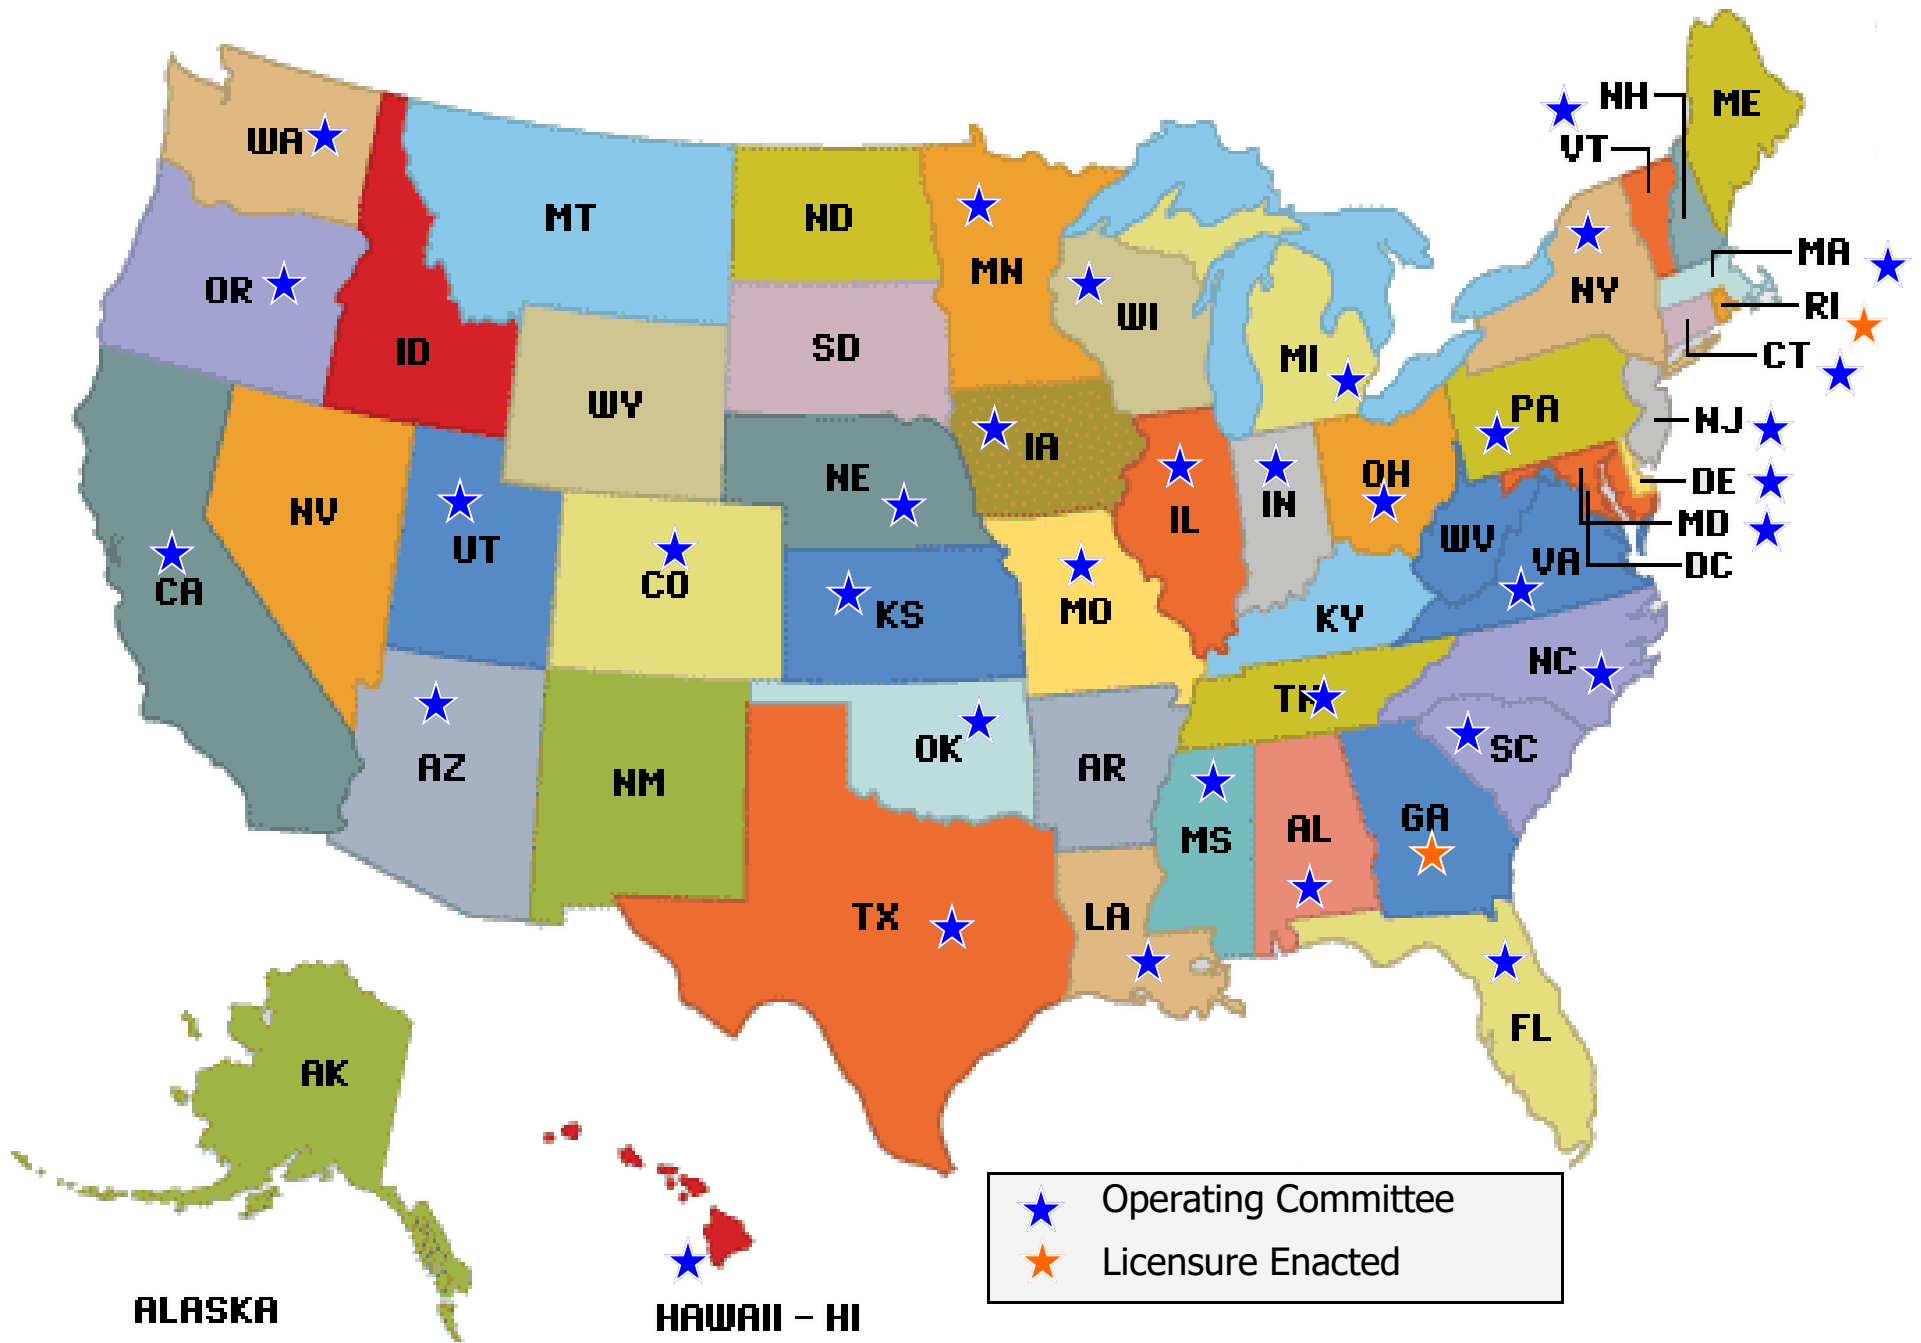 NH
ME
WA
VT
MT
ND
MN
MA
OR
NY
RI
WI
SD
ID
MI
CT
WY
PA
NJ
IA
NE
OH
DE
NV
IN
IL
MD
WV
UT
VA
DC
CO
CA
MO
KS
KY
NC
TN
OK
SC
AZ
AR
NM
GA
AL
MS
TX
LA
FL
AK
Operating Committee
Licensure Enacted
ALASKA
HAWAII - HI